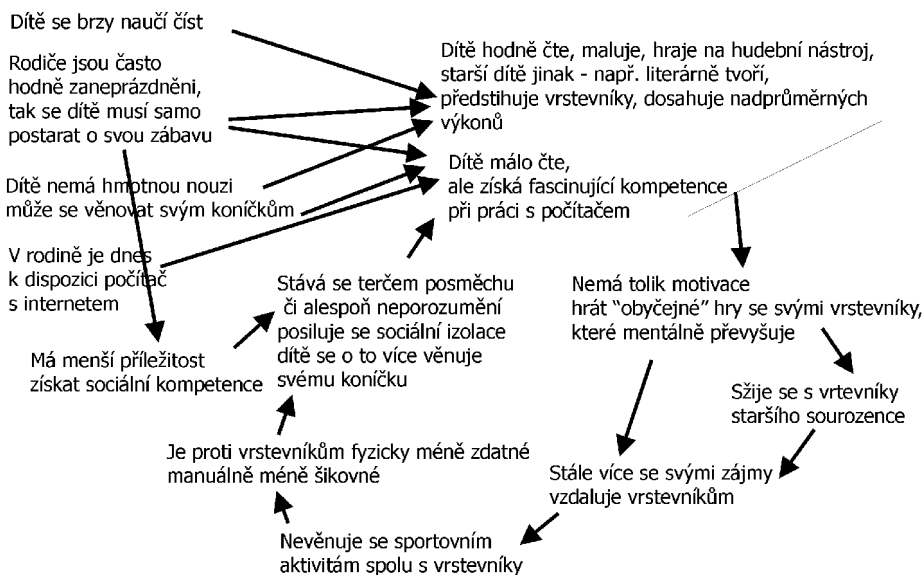 Dítě se brzy naučí číst
Rodiče jsou často
hodně zaneprázdněni,
tak se dítě musí samo
postarat o svou zábavu
Dítě hodně čte, maluje, hraje na hudební nástroj,
starší dítě jinak - např. literárně tvoří,
předstihuje vrstevníky, dosahuje nadprůměrných
výkonů
Dítě nemá hmotnou nouzi
může se věnovat svým koníčkům
Dítě málo čte,
ale získá fascinující kompetence
při práci s počítačem
V rodině je dnes
k dispozici počítač
s internetem
Stává se terčem posměchu
či alespoň neporozumění
posiluje se sociální izolace
dítě se o to více věnuje
svému koníčku
Nemá tolik motivace
hrát “obyčejné” hry se svými vrstevníky,
které mentálně převyšuje
Má menší příležitost
získat sociální kompetence
Sžije se s vrtevníky
staršího sourozence
Je proti vrstevníkům fyzicky méně zdatné
manuálně méně šikovné
Stále více se svými zájmy
vzdaluje vrstevníkům
Nevěnuje se sportovním
aktivitám spolu s vrstevníky